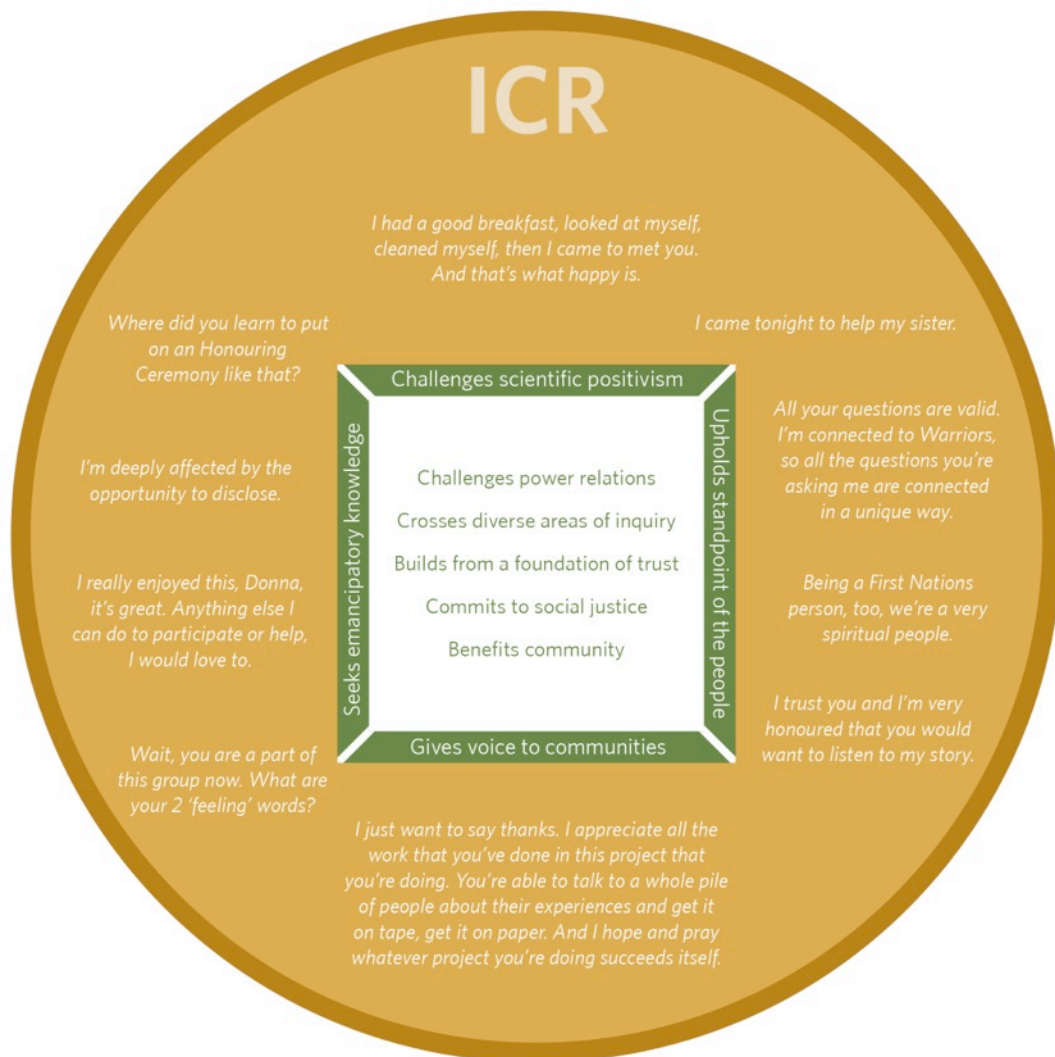 ICR
I had a good breakfast, looked at myself,
cleaned myself, then I came to met you.
And that's what happy is.
Where did you learn to put
on an Honouring
Ceremony like that?
I came tonight to help my sister.
Challenges scientific positivism
Seeks emancipatory knowledge
Upholds standpoint of the people
Gives voice to communities
Challenges power relations
Crosses diverse areas of inquiry
Builds from a foundation of trust
Commits to social justice
Benefits community
I'm deeply affected by the
opportunity to disclose.
I really enjoyed this, Donna,
it's great. Anything else I
can do to participate or help,
I would love to.
Wait, you are a part of
this group now. What are
your 2 'feeling' words?
All your questions are valid.
I'm connected to Warriors,
so all the questions you're
asking me are connected
in a unique way.
Being a First Nations
person, too, we're a very
spiritual people.
I trust you and I'm very
honoured that you would
want to listen to my story.
I just want to say thanks. I appreciate all the
work that you've done in this project that
you're doing. You're able to talk to a whole pile
of people about their experiences and get it
on tape, get it on paper. And I hope and pray
whatever project you're doing succeeds itself.